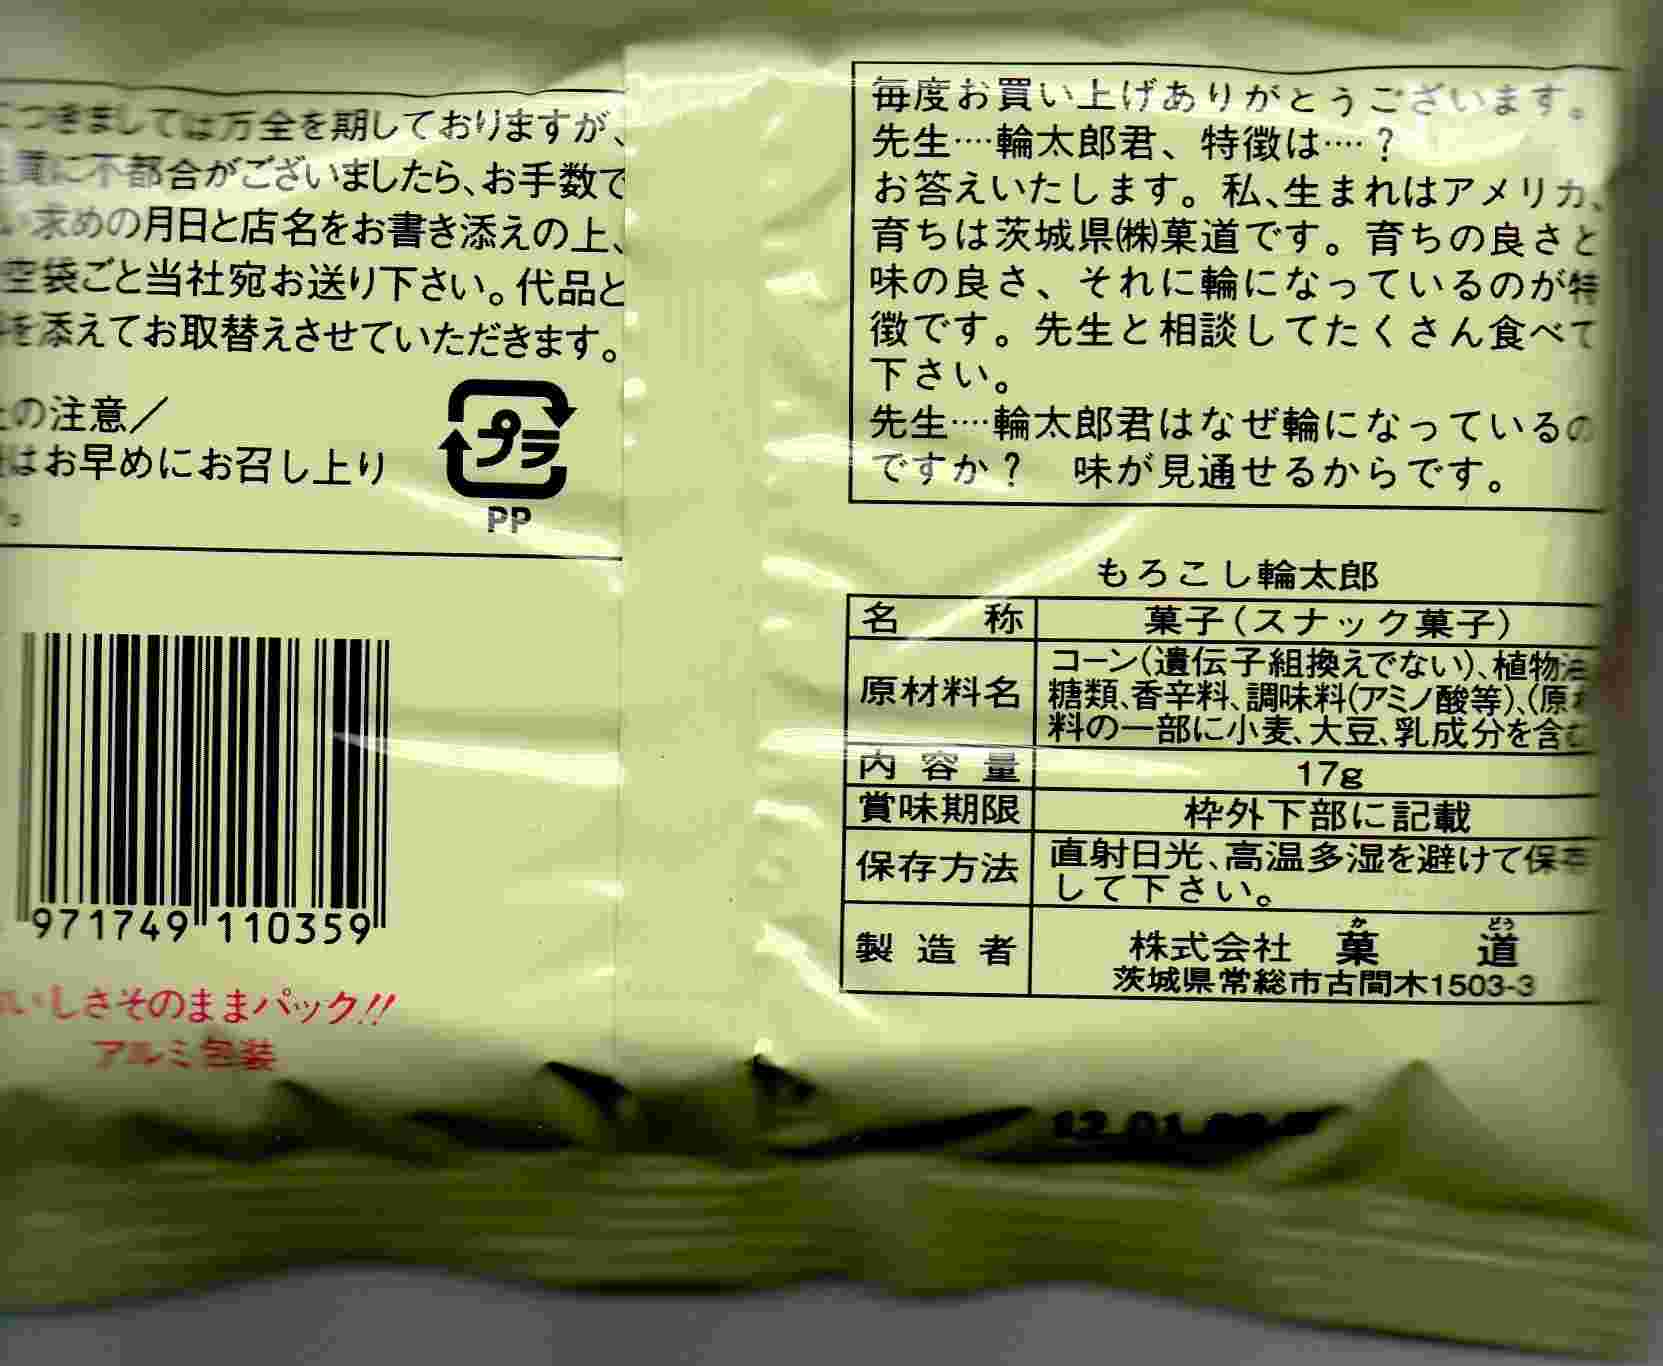 つきましては万全を期しておりますが、
に不都合がございましたら、お手数で
い求めの月日と店名をお書き添えの上、
空袋ごと当社宛お送り下さい。代品と
を添えてお取替えさせていただきます。
の注意／
はお早めにお召し上り
。
プラ
PP
971749 110359
いしさそのままパック!!
アルミ包装
毎度お買い上げありがとうございます。
先生‥‥輪太郎君、特徴は‥‥？
お答えいたします。私、生まれはアメリカ、
育ちは茨城県㈱菓道です。育ちの良さと
味の良さ、それに輪になっているのが特
徴です。先生と相談してたくさん食べて
下さい。
先生‥‥輪太郎君はなぜ輪になっているの
ですか？　味が見通せるからです。
もろこし輪太郎
名称 菓子（スナック菓子）
原材料名 コーン（遺伝子組換えでない）、植物油
糖類、香辛料、調味料（アミノ酸等）、（原材
料の一部に小麦、大豆、乳成分を含む
内容量 17g
賞味期限 枠外下部に記載
保存方法 直射日光、高温多湿を避けて保存
して下さい。
製造者 株式会社 菓道
かどう
茨城県常総市古間木1503-3
12.01